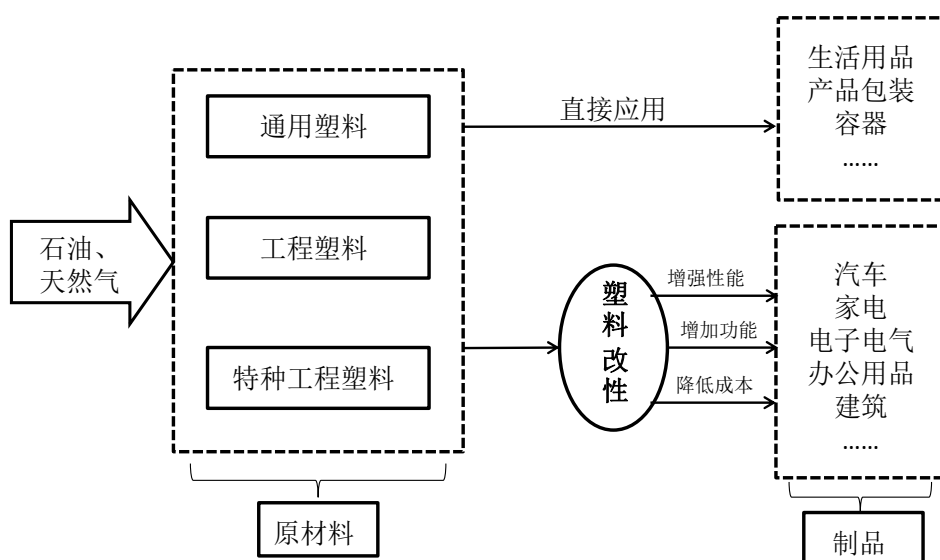 石油、
天然气
通用塑料
工程塑料
特种工程塑料
原材料
直接应用
塑
料
改
性
增强性能
增加功能
降低成本
生活用品
产品包装
容器
……
汽车
家电
电子电气
办公用品
建筑
……
制品